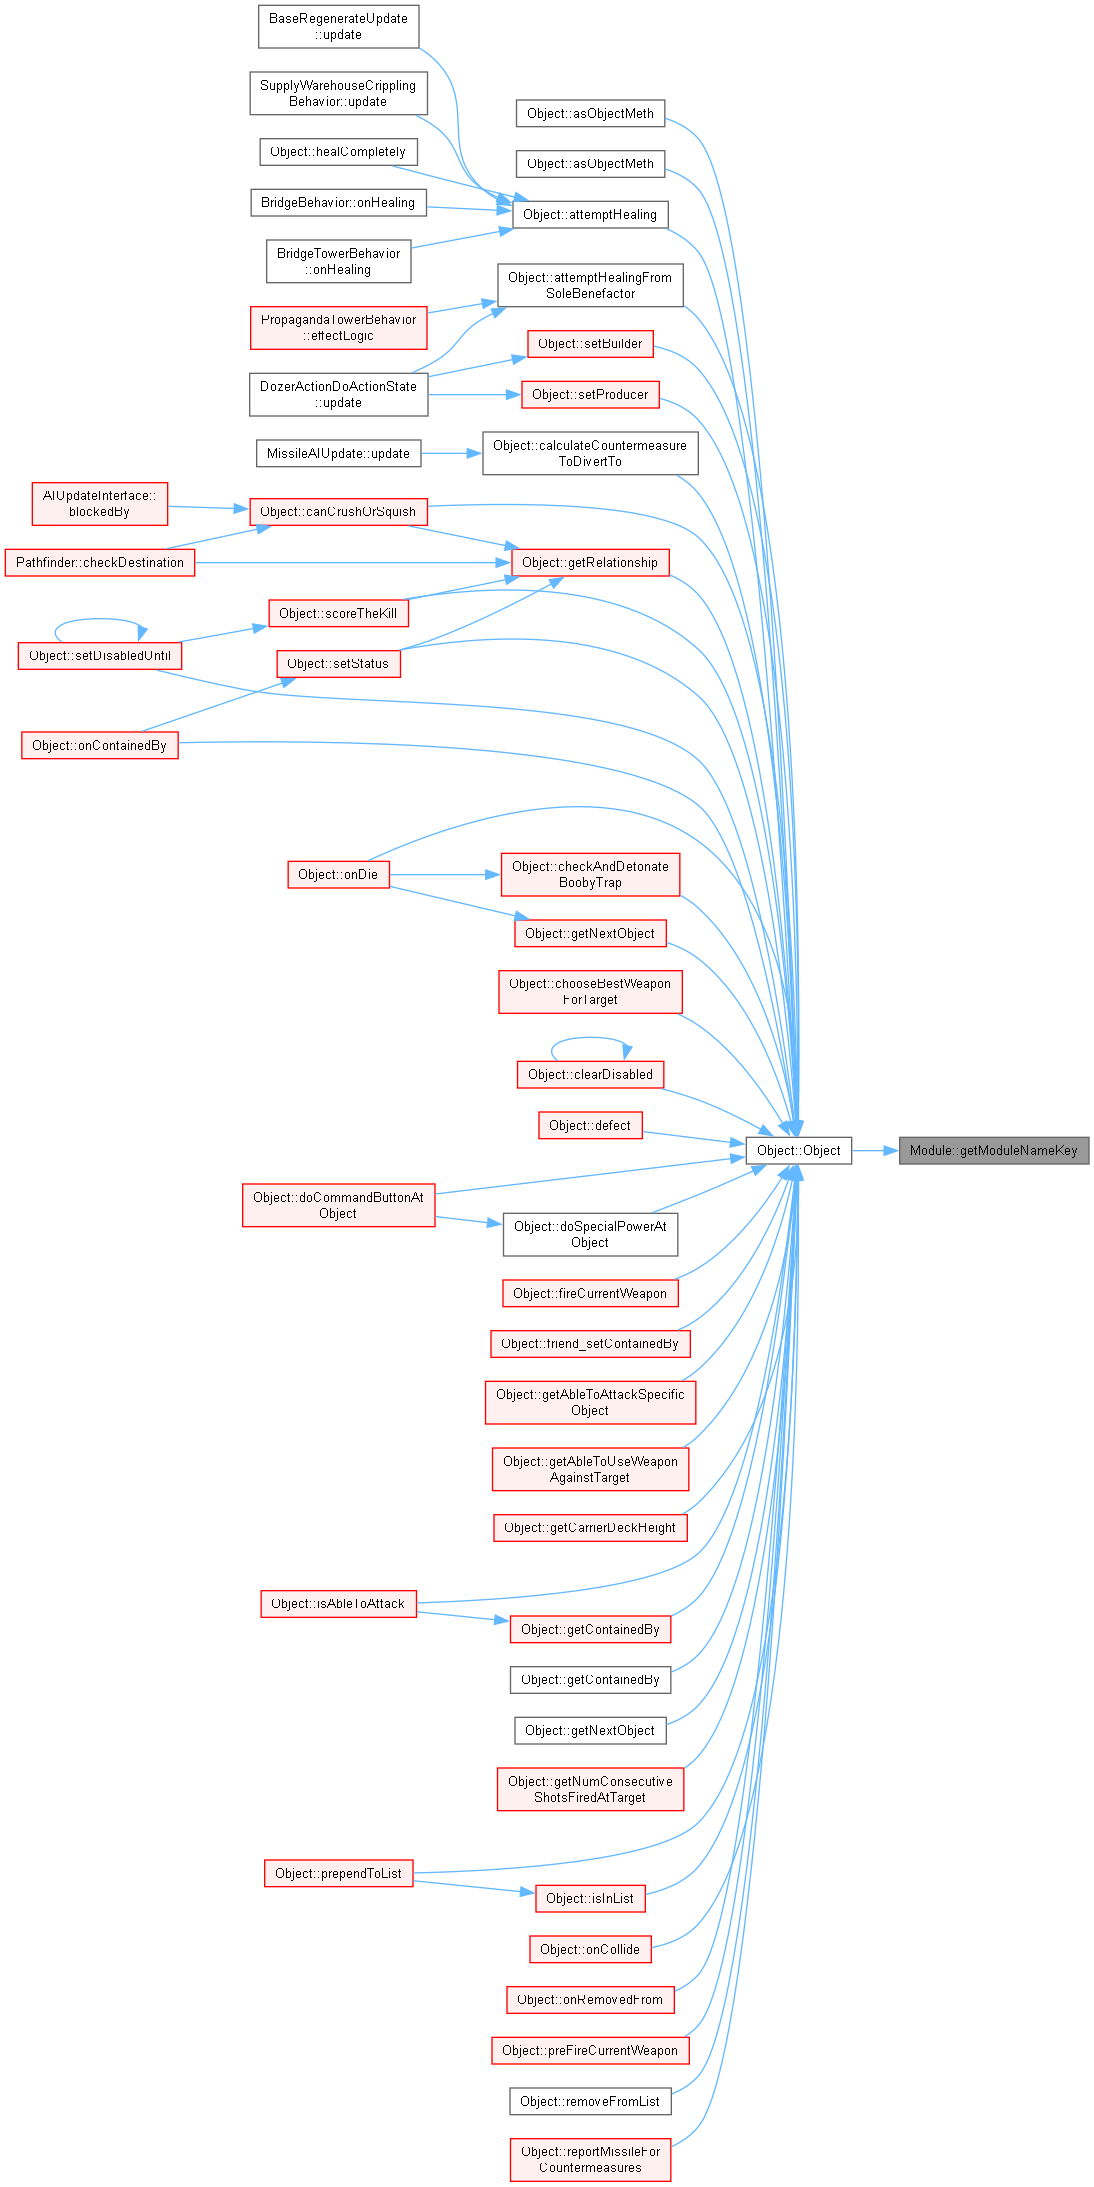 BaseRegenerateUpdate
::update
SupplyWarehouseCrippling
Behavior::update
Object::asObjectMeth
Object::healCompletely
Object::asObjectMeth
BridgeBehavior::onHealing
Object::attemptHealing
BridgeTowerBehavior
::onHealing
Object::attemptHealingFrom
SoleBenefactor
PropagandaTowerBehavior
::effectLogic
Object::setBuilder
DozerActionDoActionState
::update
Object::setProducer
MissileAIUpdate::update
Object::calculateCountermeasure
ToDivertTo
AIUpdateInterface::
blockedBy
Object::canCrushOrSquish
Pathfinder::checkDestination
Object::getRelationship
Object::scoreTheKill
Object::setDisabledUntil
Object::setStatus
Object::onContainedBy
Object::onDie
Object::checkAndDetonate
BoobyTrap
Object::getNextObject
Object::chooseBestWeapon
ForTarget
Object::clearDisabled
Object::defect
Object::Object
Module::getModuleNameKey
Object::doCommandButtonAt
Object
Object::doSpecialPowerAt
Object
Object::fireCurrentWeapon
Object::friend_setContainedBy
Object::getAbleToAttackSpecific
Object
Object::getAbleToUseWeapon
AgainstTarget
Object::getCarrierDeckHeight
Object::isAbleToAttack
Object::getContainedBy
Object::getContainedBy
Object::getNextObject
Object::getNumConsecutive
ShotsFiredAtTarget
Object::prependToList
Object::isInList
Object::onCollide
Object::onRemovedFrom
Object::preFireCurrentWeapon
Object::removeFromList
Object::reportMissileFor
Countermeasures